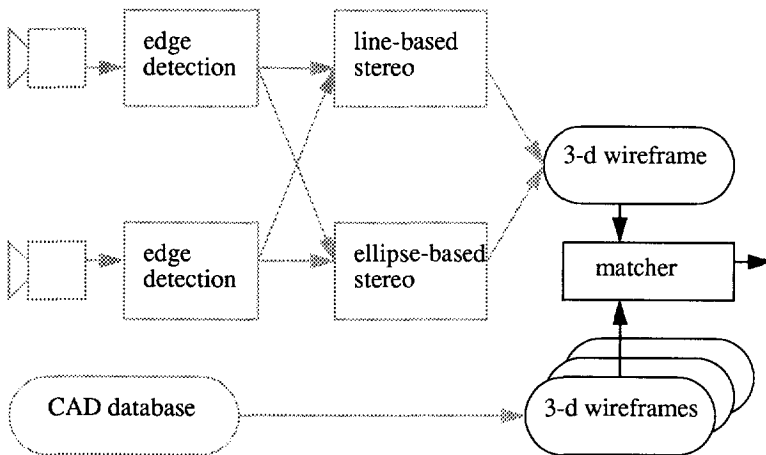 edge
detection
line-based
stereo
3-d wireframe
edge
detection
ellipse-based
stereo
matcher
CAD database
3-d wireframes